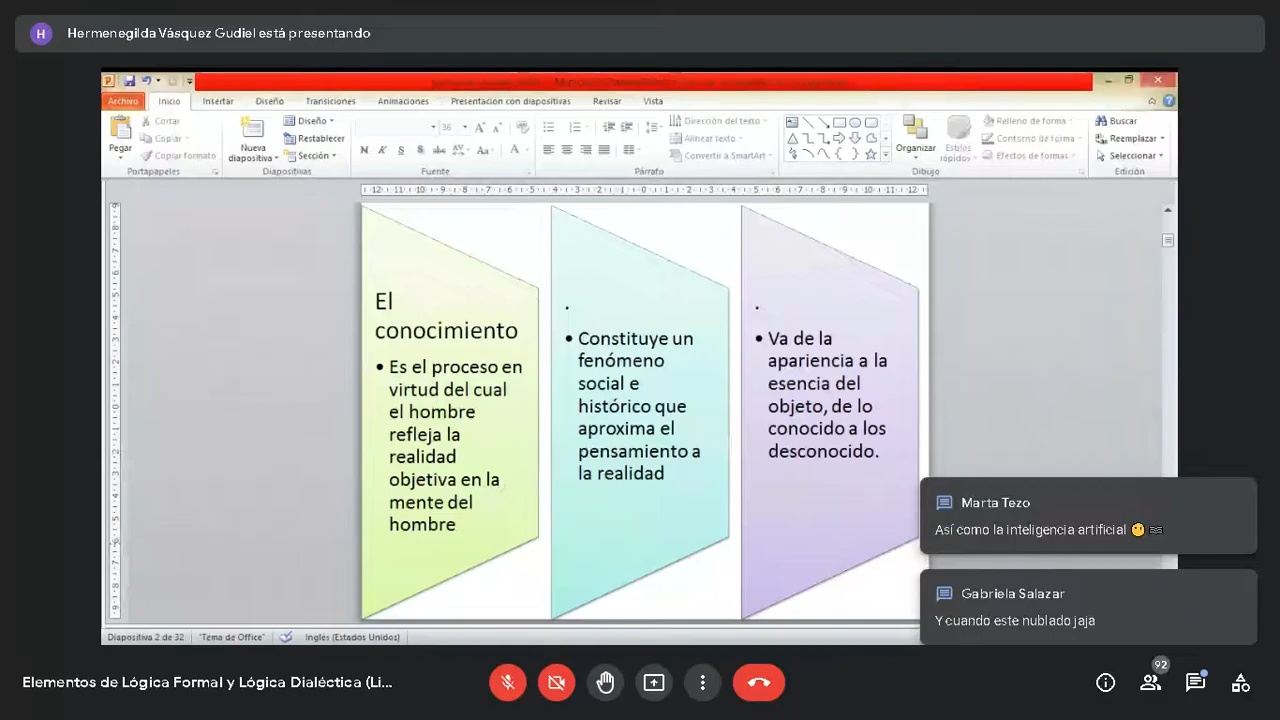 H
Hermenegilda Vásquez Gudiel está presentando
Archivo Inicio Insertar Diseño Transiciones Animaciones Presentación con diapositivas Revisar Vista
Pegar
Cortar
Copiar
Copiar formato
Portapapeles
Nueva
diapositiva
Diseño
Restablecer
Sección
Diapositivas
36
N K S S abc AV Aa A
Fuente
Dirección del texto
Alinear texto
Convertir a SmartArt
Párrafo
Organizar
Estilos
rápidos
Relleno de forma
Contorno de forma
Efectos de formas
Dibujo
Buscar
Reemplazar
Seleccionar
Edición
El
conocimiento
• Es el proceso en
virtud del cual
el hombre
refleja la
realidad
objetiva en la
mente del
hombre
.
• Constituye un
fenómeno
social e
histórico que
aproxima el
pensamiento a
la realidad
.
• Va de la
apariencia a la
esencia del
objeto, de lo
conocido a los
desconocido.
Marta Tezo
Así como la inteligencia artificial 😶‍🌫️
Gabriela Salazar
Y cuando este nublado jaja
Diapositiva 2 de 32 "Tema de Office" Inglés (Estados Unidos)
Elementos de Lógica Formal y Lógica Dialéctica (Li...
92